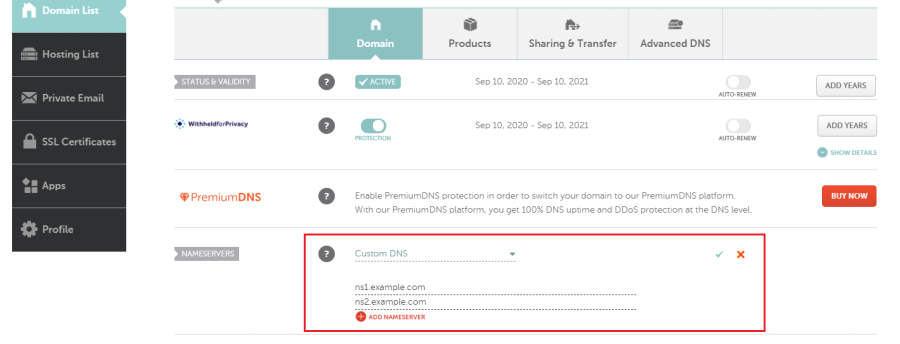 Domain List
Hosting List
Private Email
SSL Certificates
Apps
Profile
Domain
Products
Sharing & Transfer
Advanced DNS
STATUS & VALIDITY
?
ACTIVE
Sep 10, 2020 - Sep 10, 2021
AUTO-RENEW
ADD YEARS
WithheldforPrivacy
?
PROTECTION
Sep 10, 2020 - Sep 10, 2021
AUTO-RENEW
ADD YEARS
SHOW DETAILS
PremiumDNS
?
Enable PremiumDNS protection in order to switch your domain to our PremiumDNS platform.
With our PremiumDNS platform, you get 100% DNS uptime and DDoS protection at the DNS level.
BUY NOW
NAMESERVERS
?
Custom DNS
ns1.example.com
ns2.example.com
ADD NAMESERVER